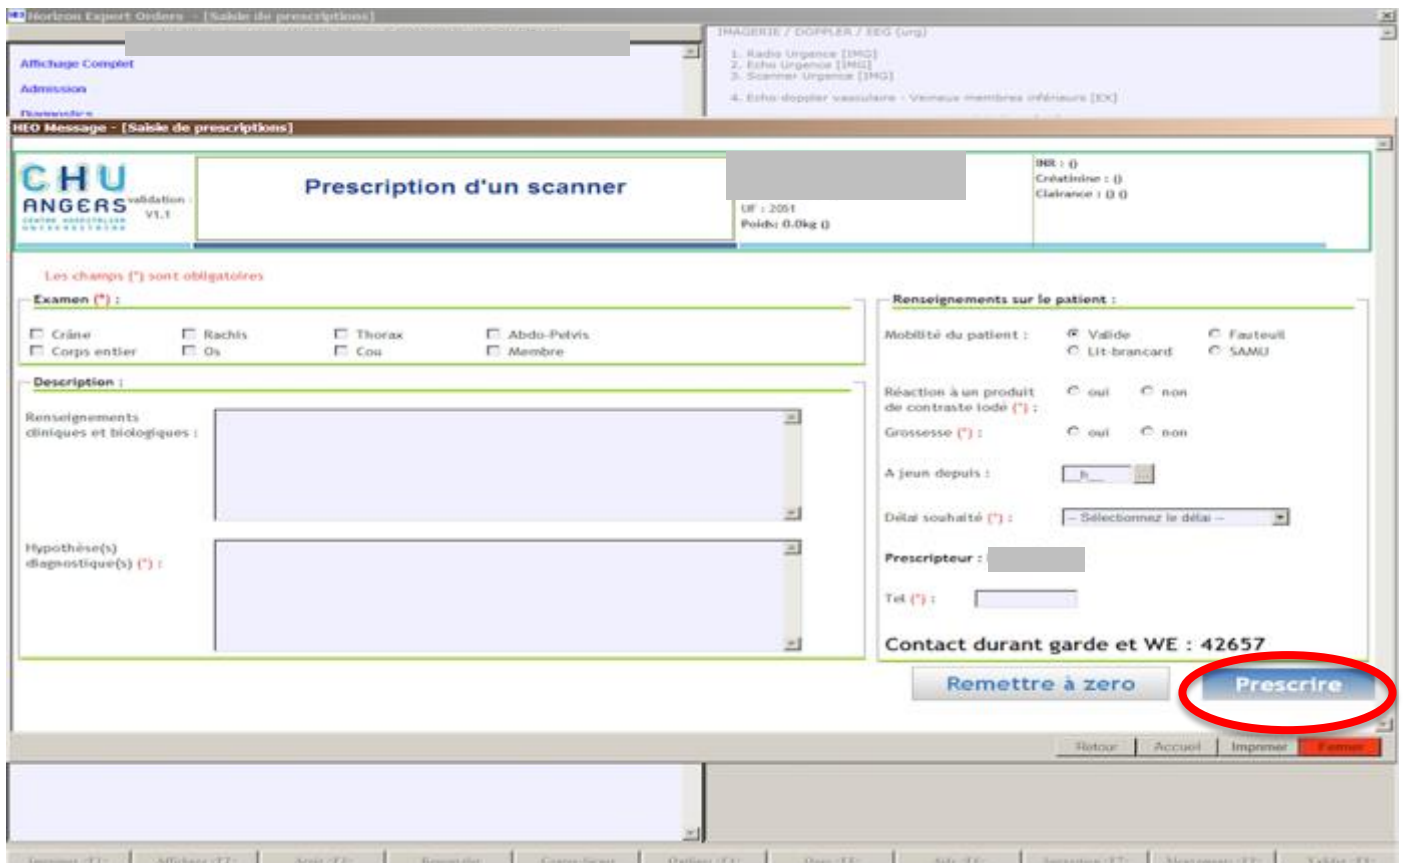 Horizon Expert Orders - [Saisie de prescriptions]
Affichage Complet
Admission
Diagnostics
IMAGERIE / DOPPLER / EEG (urg)
1. Radio Urgence [IMG]
2. Echo Urgence [IMG]
3. Scanner Urgence [IMG]
4. Echo-doppler vasculaire - Veineux membres inférieurs [EX]
HEO Message - [Saisie de prescriptions]
CHU
ANGERS
CENTRE HOSPITALIER
UNIVERSITAIRE
validation :
V1.1
Prescription d'un scanner
UF : 2051
Poids: 0.0kg ()
INR : ()
Créatinine : ()
Clairance : () ()
Les champs (*) sont obligatoires
Examen (*) :
Crâne Rachis Thorax Abdo-Pelvis
Corps entier Os Cou Membre
Description :
Renseignements
cliniques et biologiques :
Hypothèse(s)
diagnostique(s) (*) :
Renseignements sur le patient :
Mobilité du patient : Valide Fauteuil
Lit-brancard SAMU
Réaction à un produit
de contraste iodé (*) : oui non
Grossesse (*) : oui non
A jeun depuis : __h__ ...
Délai souhaité (*) : -- Sélectionnez le délai --
Prescripteur :
Tel (*) :
Contact durant garde et WE : 42657
Remettre à zero Prescrire
Retour Accueil Imprimer Fermer